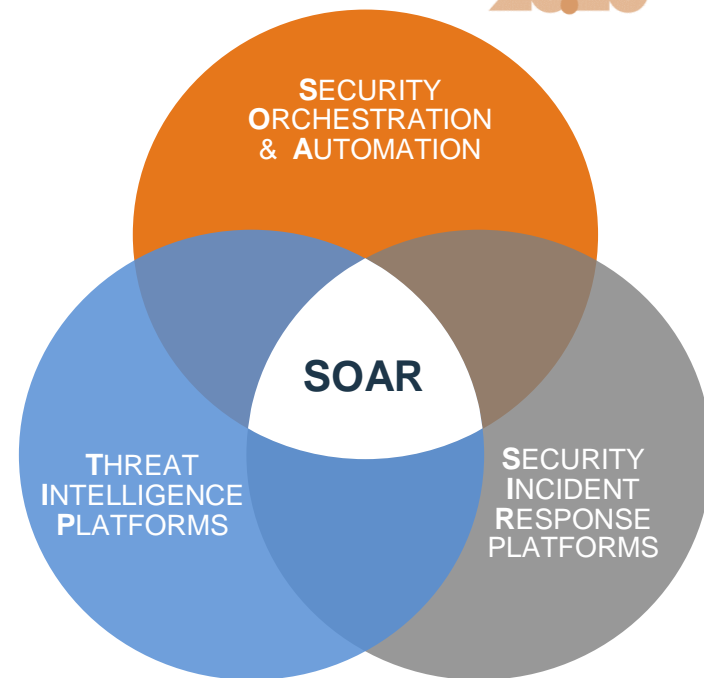 SECURITY
ORCHESTRATION
& AUTOMATION
SOAR
THREAT
INTELLIGENCE
PLATFORMS
SECURITY
INCIDENT
RESPONSE
PLATFORMS